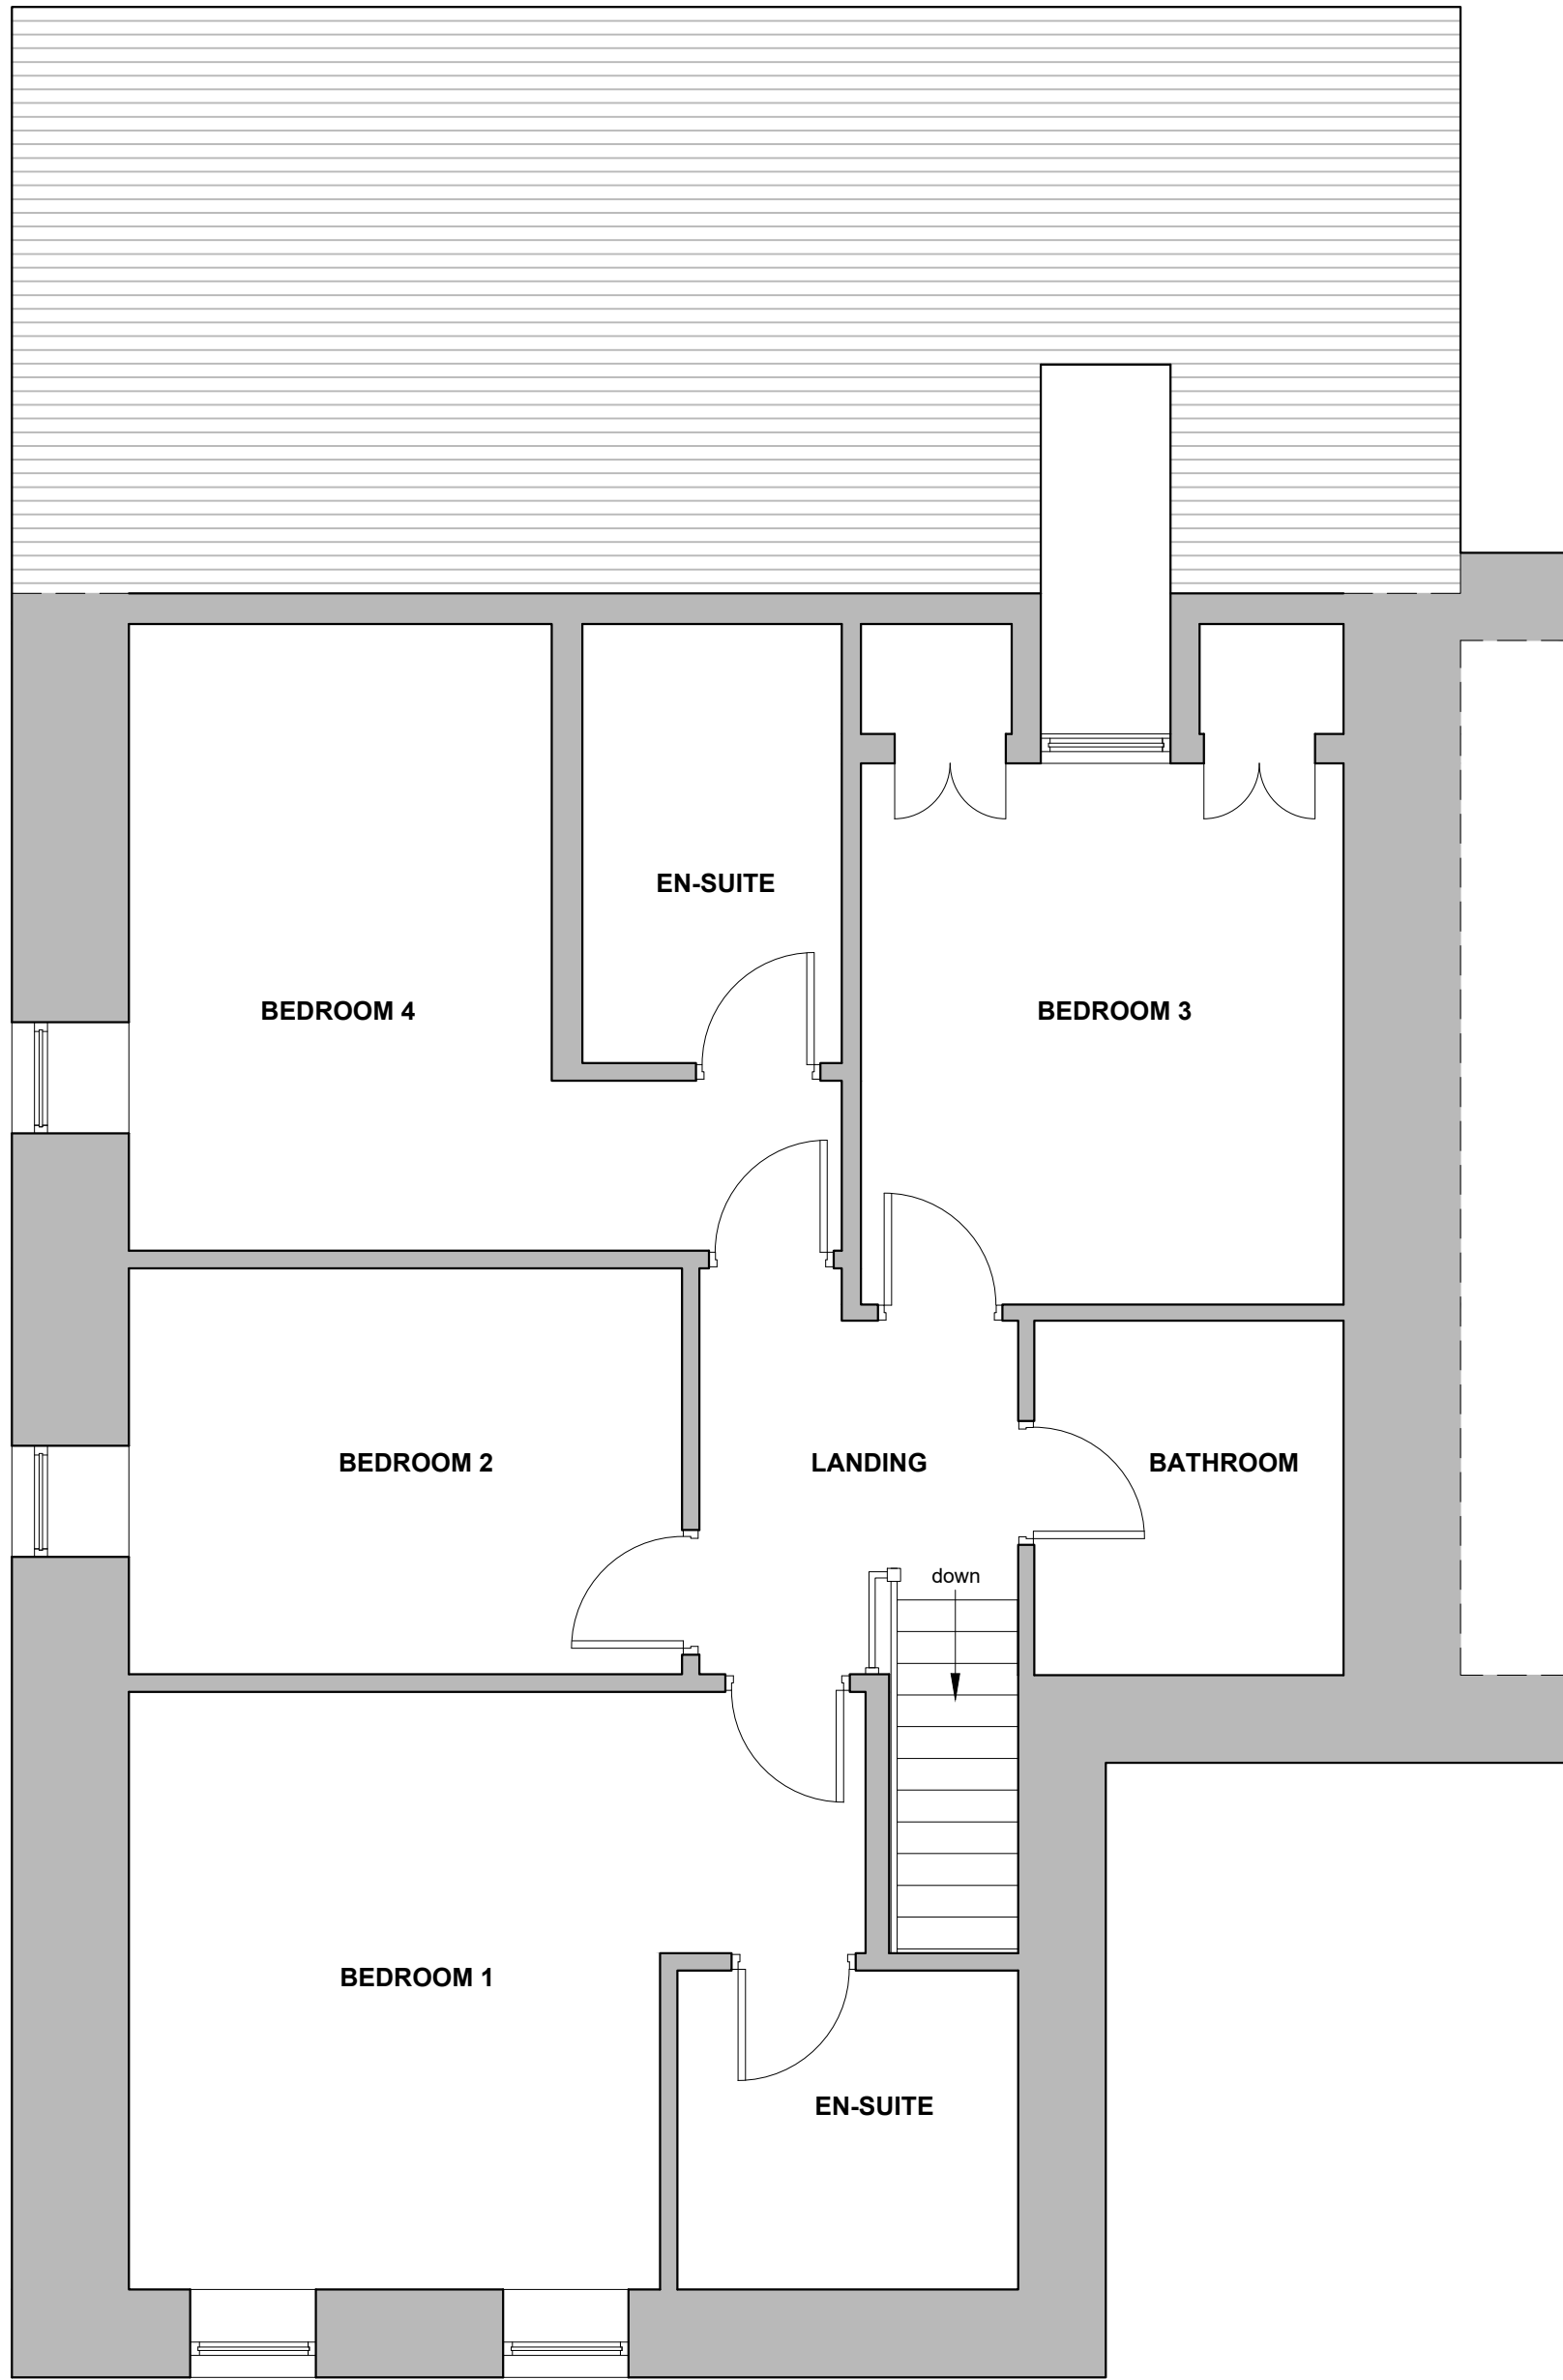 EN-SUITE
BEDROOM 4
BEDROOM 3
BEDROOM 2
LANDING
BATHROOM
down
BEDROOM 1
EN-SUITE